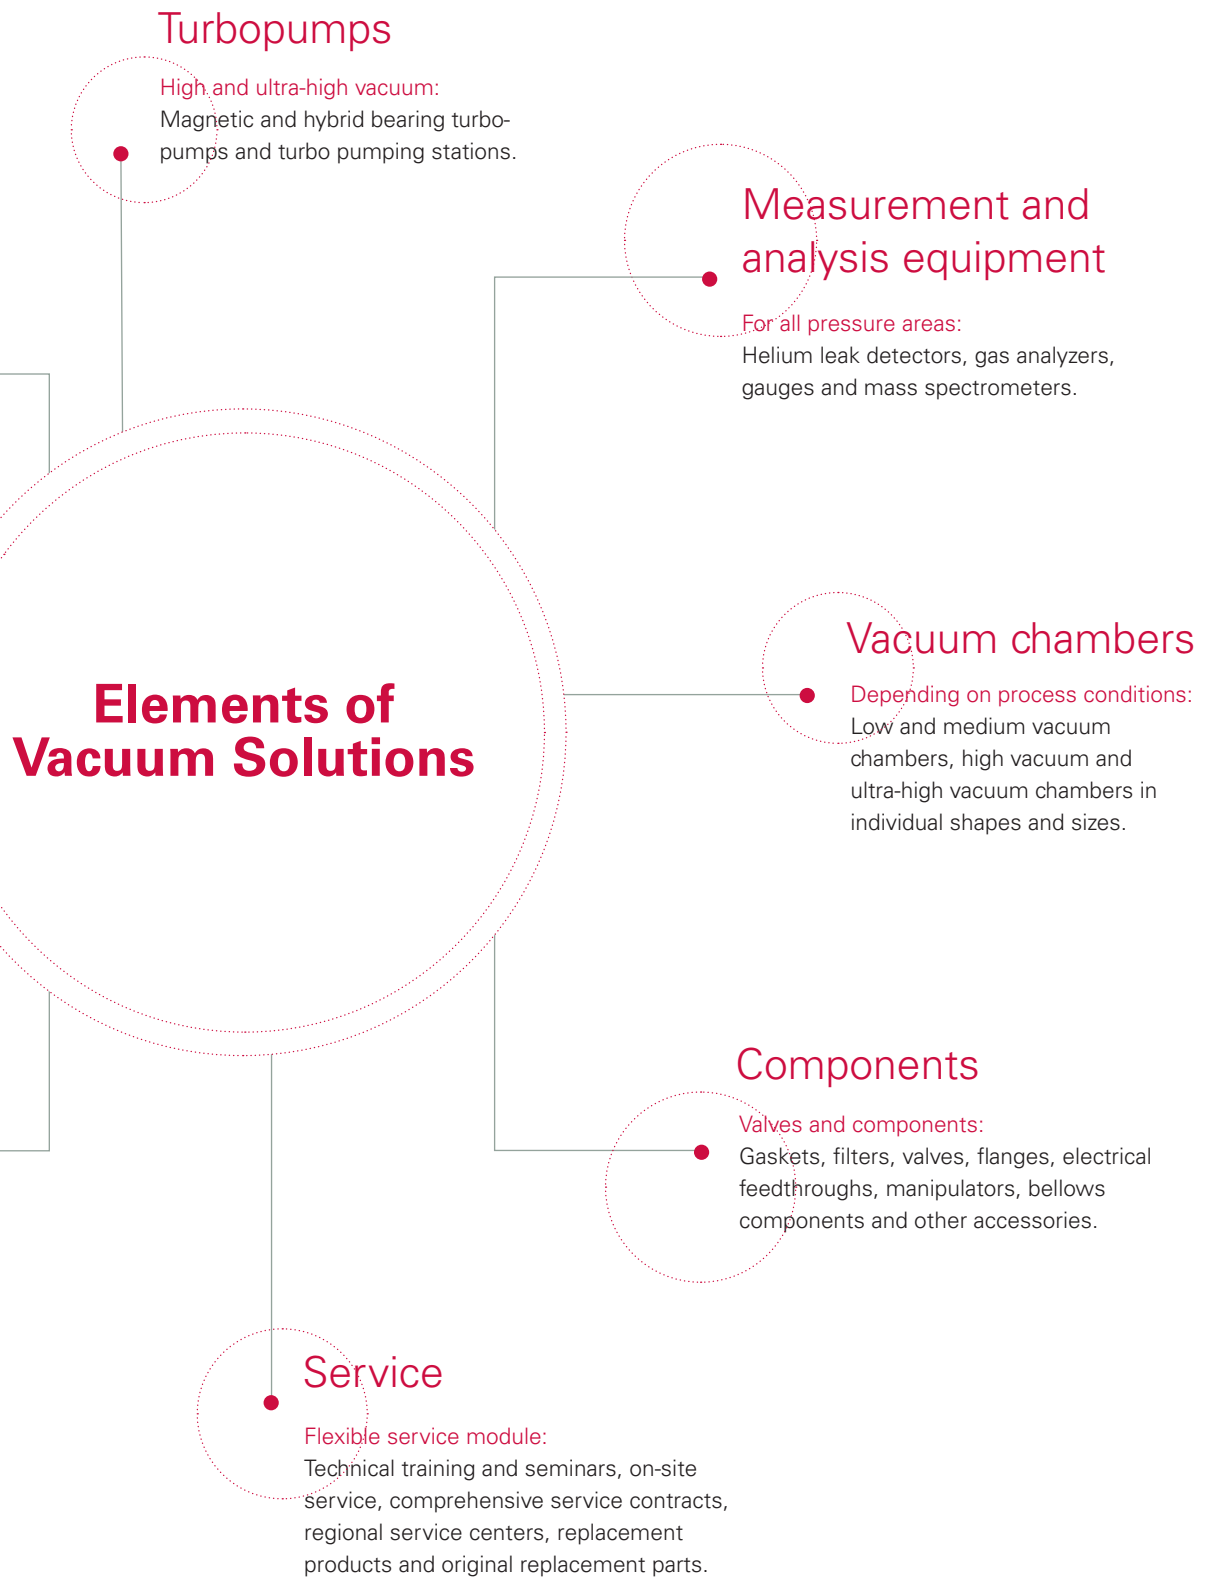 Turbopumps
High and ultra-high vacuum:
Magnetic and hybrid bearing turbo-
pumps and turbo pumping stations.
Measurement and
analysis equipment
For all pressure areas:
Helium leak detectors, gas analyzers,
gauges and mass spectrometers.
Elements of
Vacuum Solutions
Vacuum chambers
Depending on process conditions:
Low and medium vacuum
chambers, high vacuum and
ultra-high vacuum chambers in
individual shapes and sizes.
Components
Valves and components:
Gaskets, filters, valves, flanges, electrical
feedthroughs, manipulators, bellows
components and other accessories.
Service
Flexible service module:
Technical training and seminars, on-site
service, comprehensive service contracts,
regional service centers, replacement
products and original replacement parts.